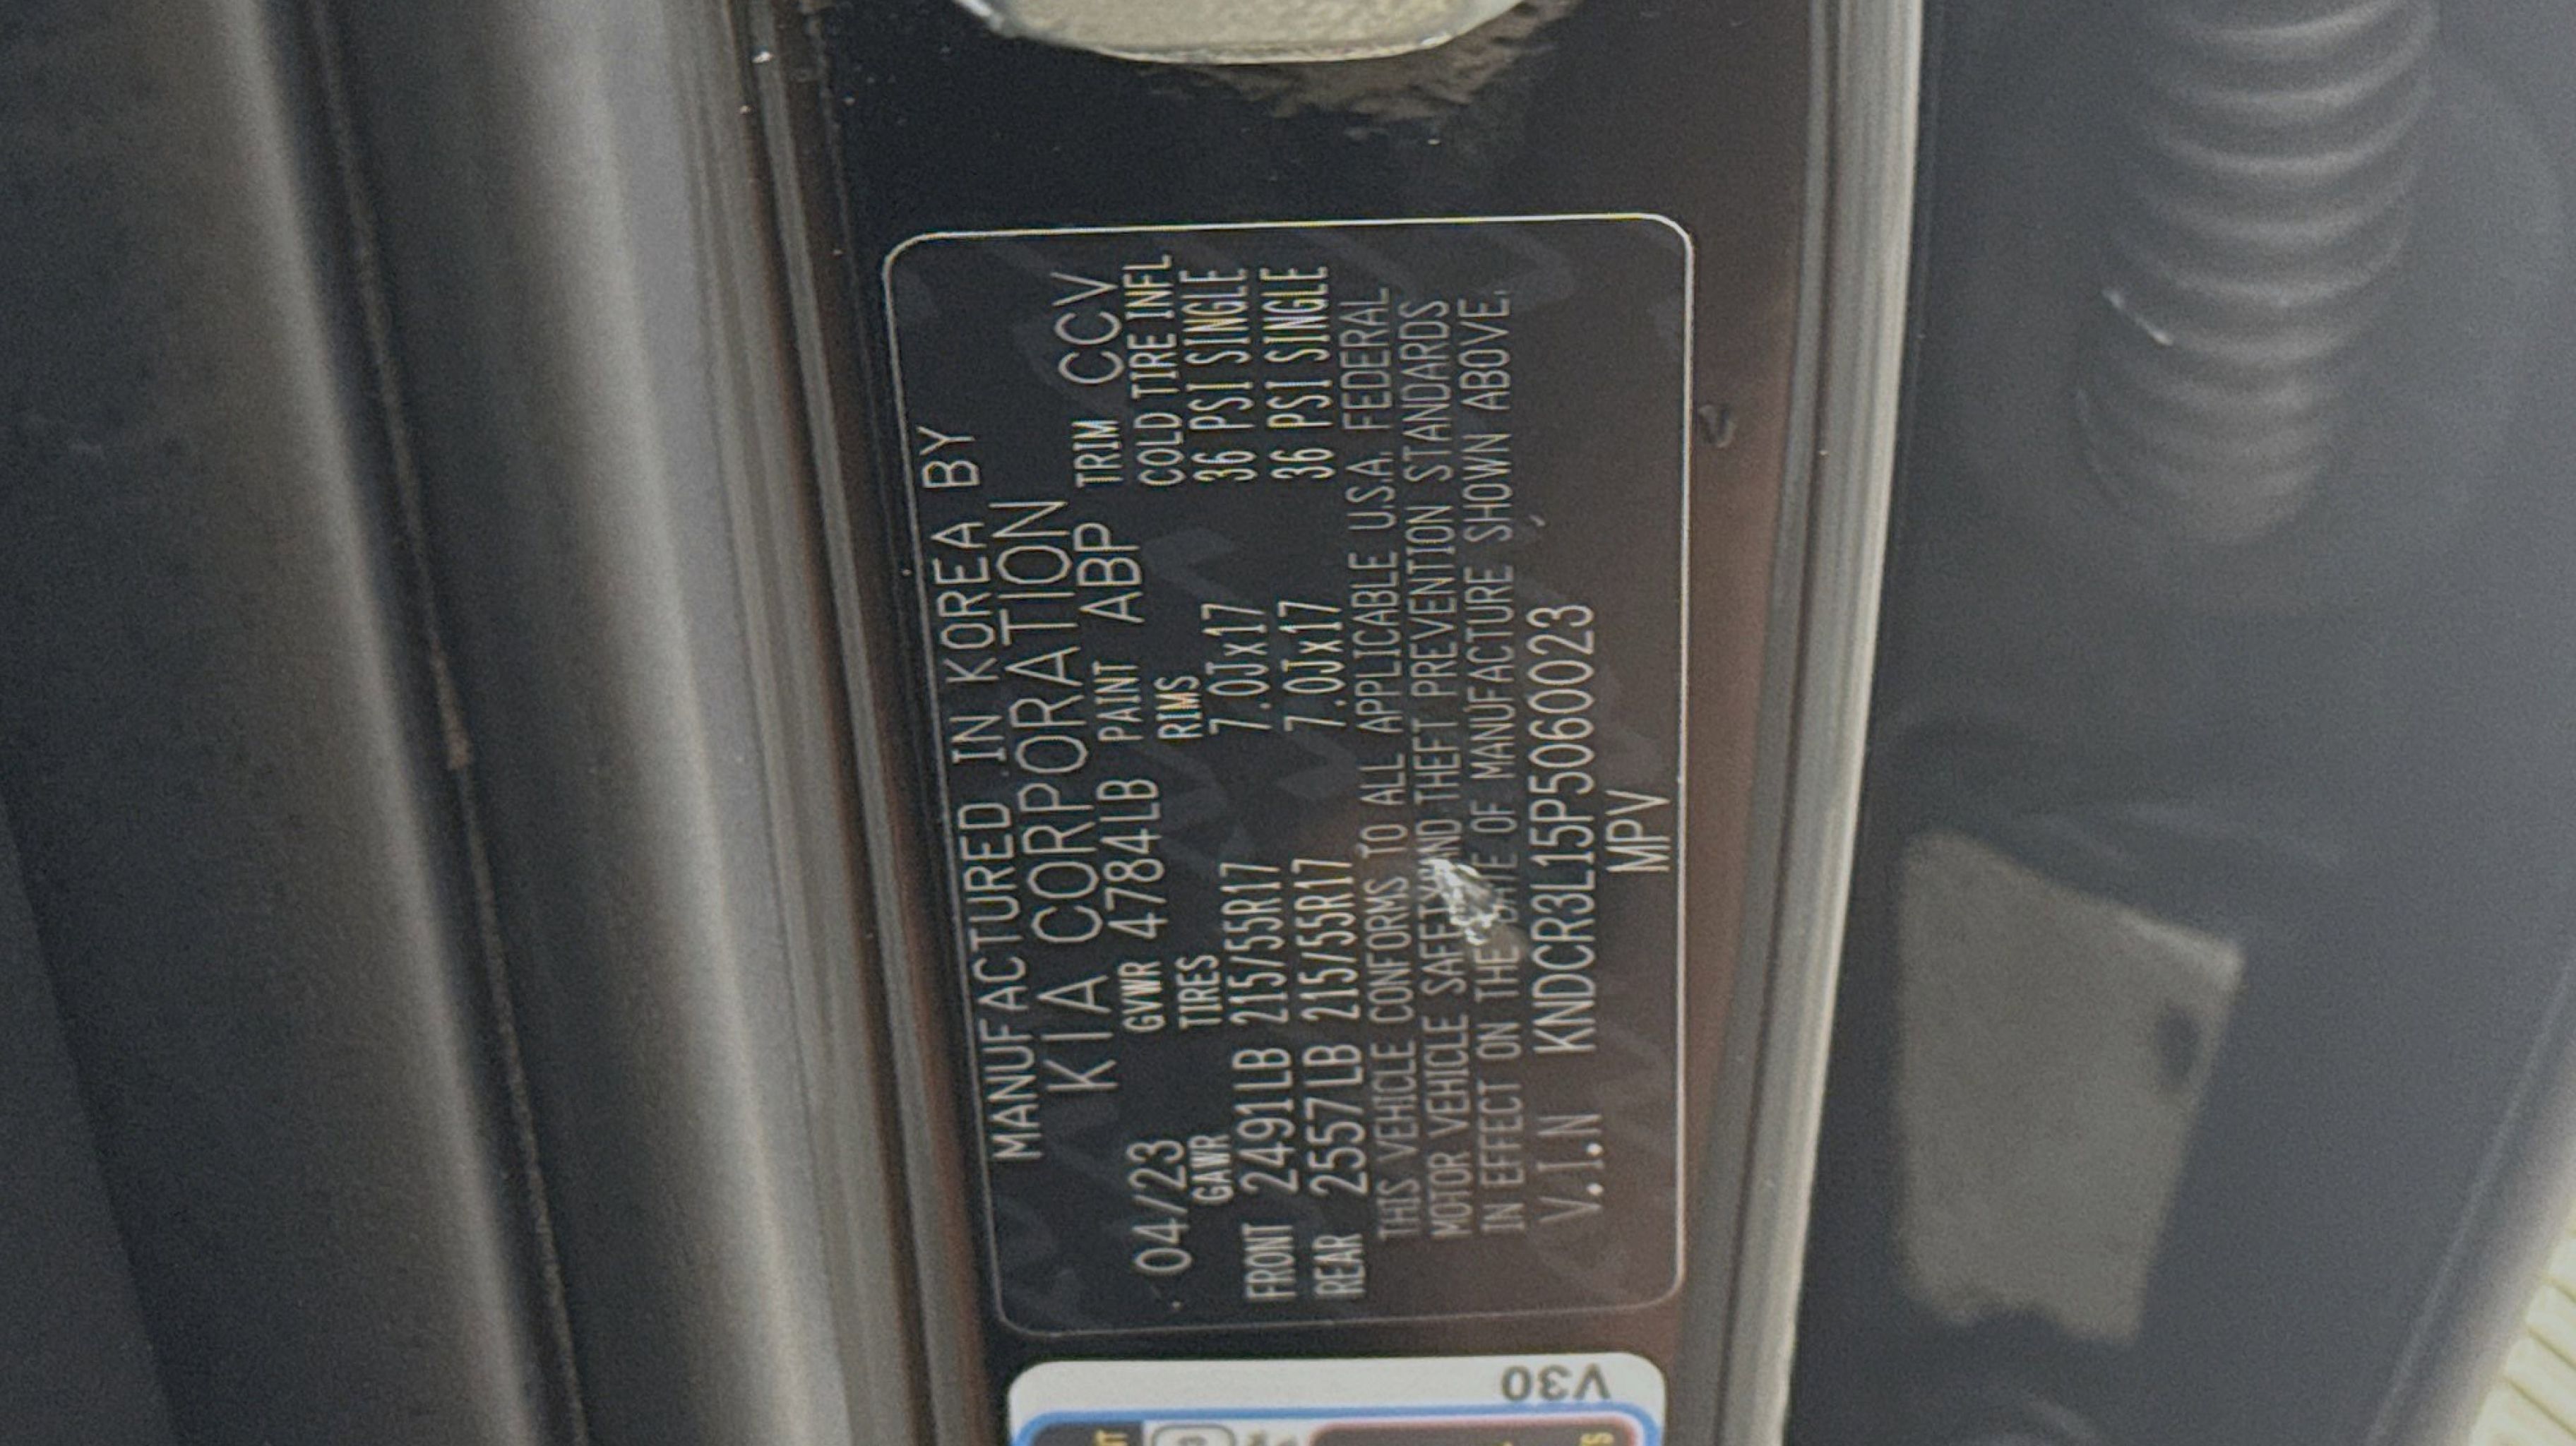 MANUFACTURED IN KOREA BY
KIA CORPORATION
04/23 GVWR 4784LB PAINT ABP TRIM CCV
GAWR TIRES RIMS COLD TIRE INFL
FRONT 2491LB 215/55R17 7.0Jx17 36 PSI SINGLE
REAR 2557LB 215/55R17 7.0Jx17 36 PSI SINGLE
THIS VEHICLE CONFORMS TO ALL APPLICABLE U.S.A. FEDERAL
MOTOR VEHICLE SAFETY AND THEFT PREVENTION STANDARDS
IN EFFECT ON THE DATE OF MANUFACTURE SHOWN ABOVE.
V.I.N KNDCR3L15P5060023
MPV
V30